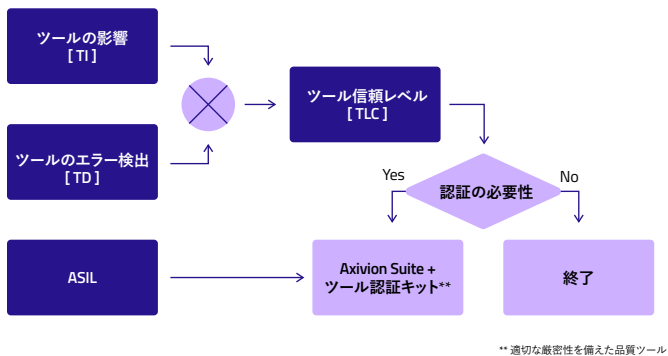 ツールの影響
[ TI ]
ツール信頼レベル
[ TLC ]
ツールのエラー検出
[ TD ]
Yes
No
認証の必要性
ASIL
Axivion Suite +
ツール認証キット**
終了
** 適切な厳密性を備えた品質ツール